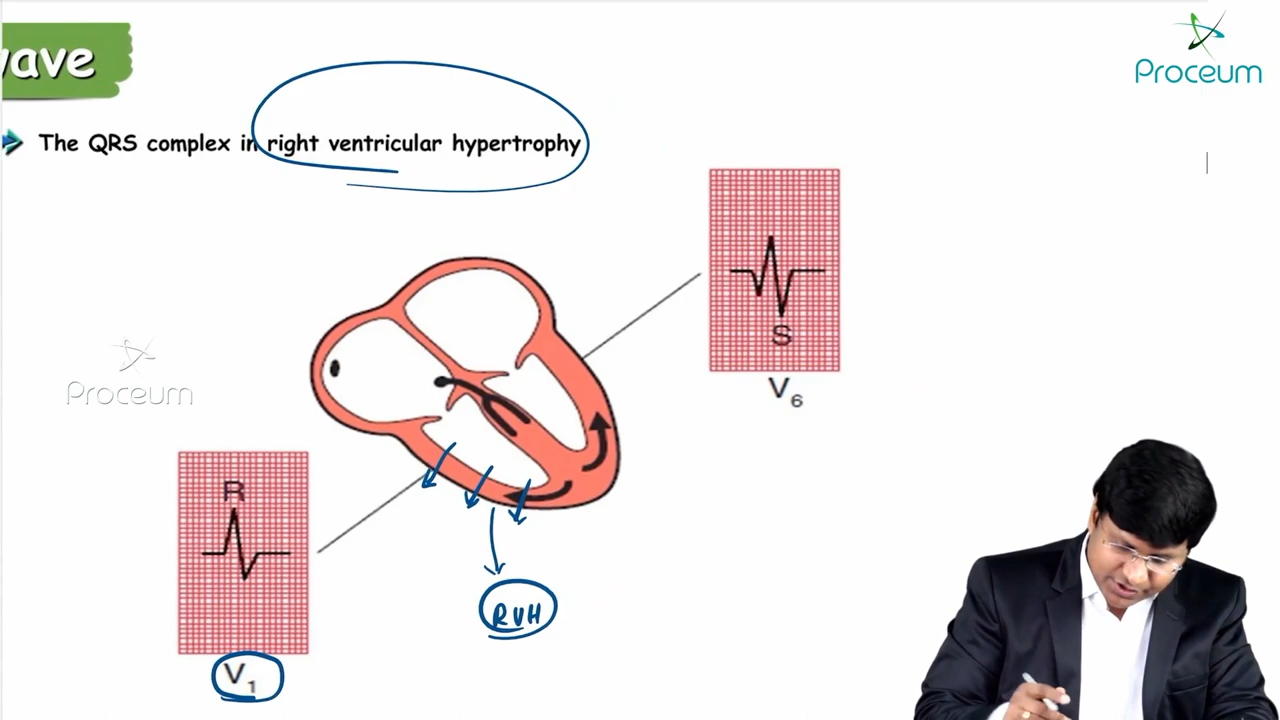 wave
Proceum
The QRS complex in right ventricular hypertrophy
S
V6
Proceum
R
RVH
V1